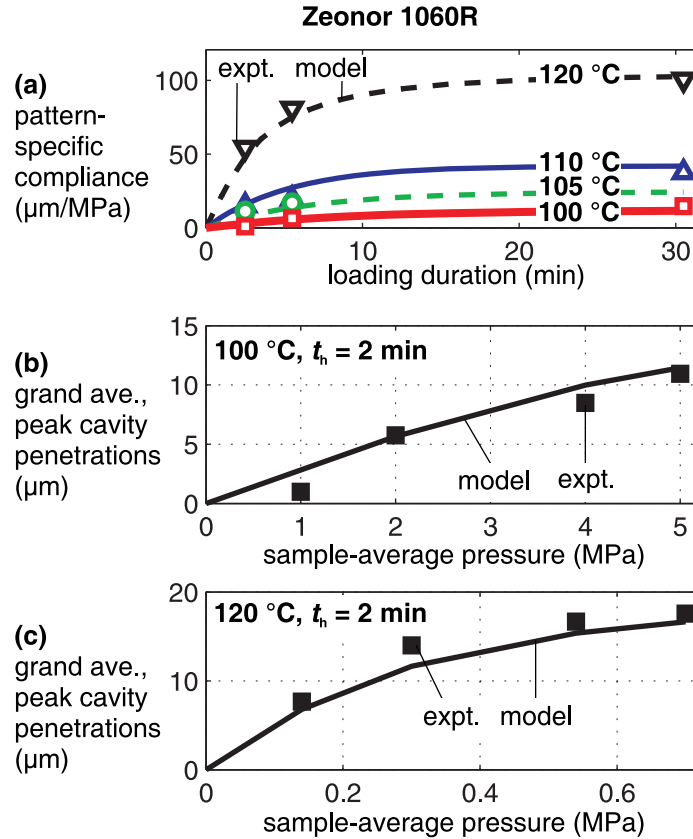 Zeonor 1060R
(a)
pattern-
specific
compliance
(µm/MPa)
100
50
0
expt.
model
120 °C
110 °C
105 °C
100 °C
0
10
20
30
loading duration (min)
(b)
grand ave.,
peak cavity
penetrations
(µm)
15
10
5
0
100 °C, th = 2 min
model
expt.
0
1
2
3
4
5
sample-average pressure (MPa)
(c)
grand ave.,
peak cavity
penetrations
(µm)
20
10
0
120 °C, th = 2 min
expt.
model
0
0.2
0.4
0.6
sample-average pressure (MPa)